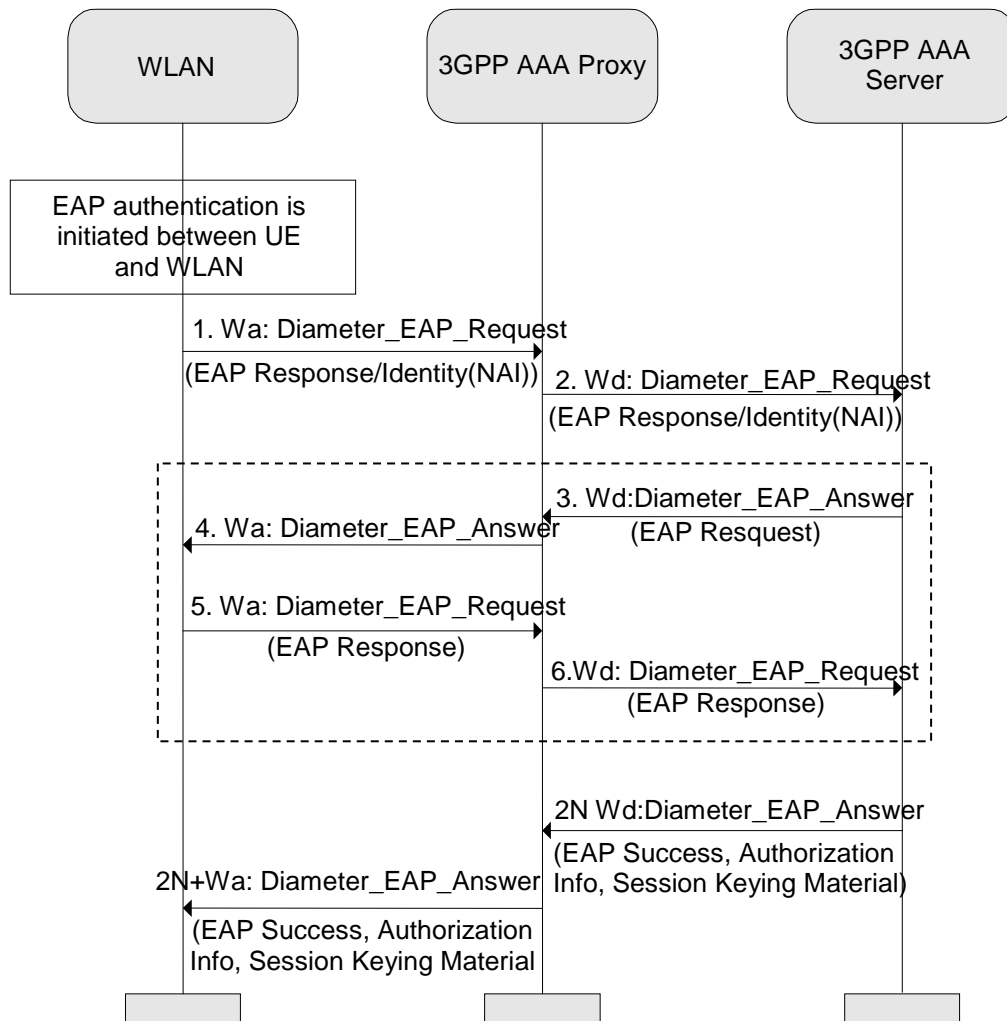 WLAN
3GPP AAA Proxy
3GPP AAA
Server
EAP authentication is
initiated between UE
and WLAN
1. Wa: Diameter_EAP_Request
(EAP Response/Identity(NAI))
2. Wd: Diameter_EAP_Request
(EAP Response/Identity(NAI))
3. Wd:Diameter_EAP_Answer
(EAP Resquest)
4. Wa: Diameter_EAP_Answer
5. Wa: Diameter_EAP_Request
(EAP Response)
6.Wd: Diameter_EAP_Request
(EAP Response)
2N Wd:Diameter_EAP_Answer
(EAP Success, Authorization
Info, Session Keying Material)
2N+Wa: Diameter_EAP_Answer
(EAP Success, Authorization
Info, Session Keying Material